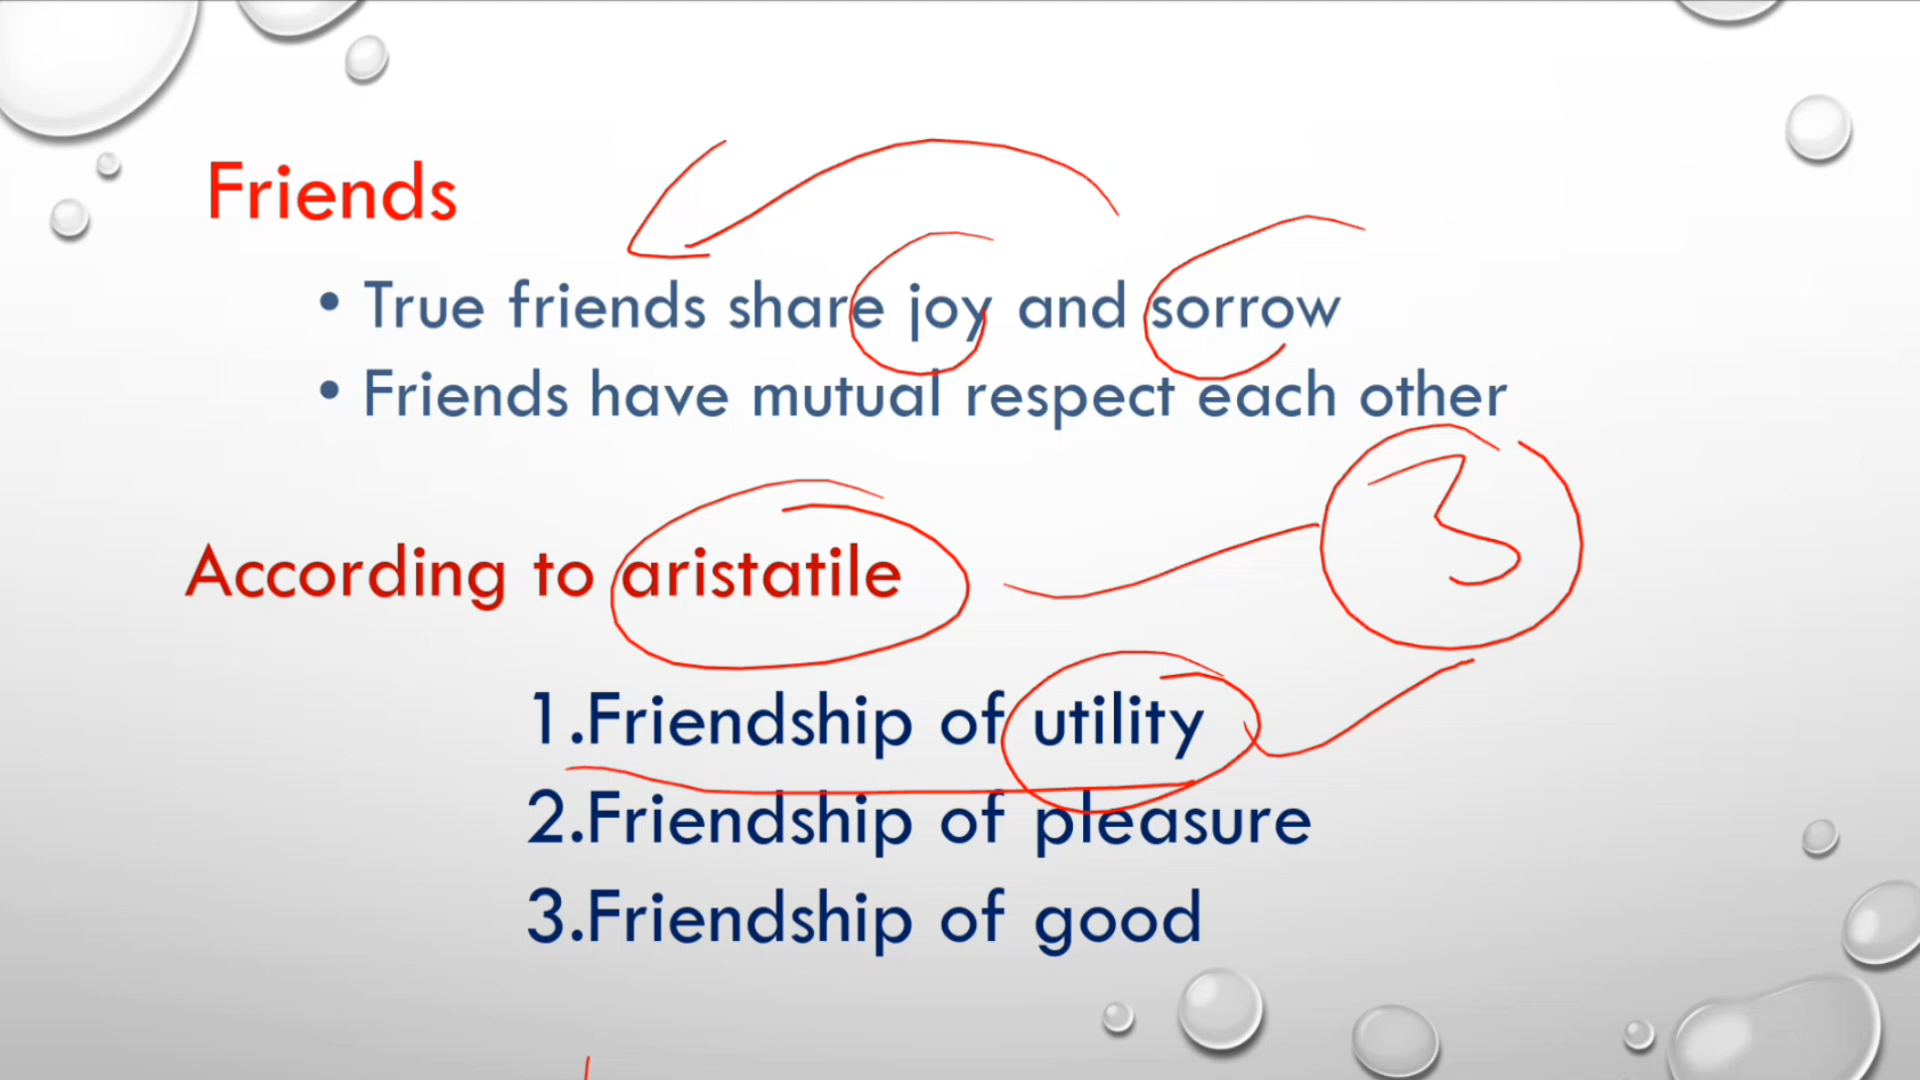 Friends
• True friends share joy and sorrow
• Friends have mutual respect each other
3
According to aristatile
1.Friendship of utility
2.Friendship of pleasure
3.Friendship of good